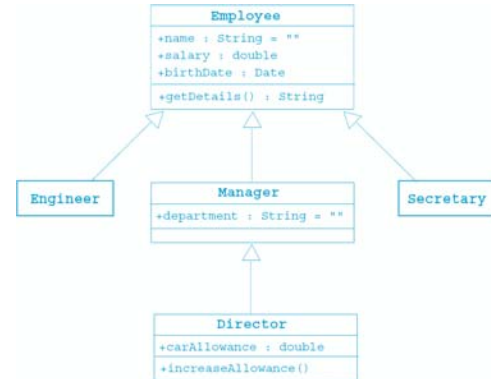 Employee
+name : String = ""
+salary : double
+birthDate : Date
+getDetails() : String
Engineer
Manager
+department : String = ""
Secretary
Director
+carAllowance : double
+increaseAllowance()